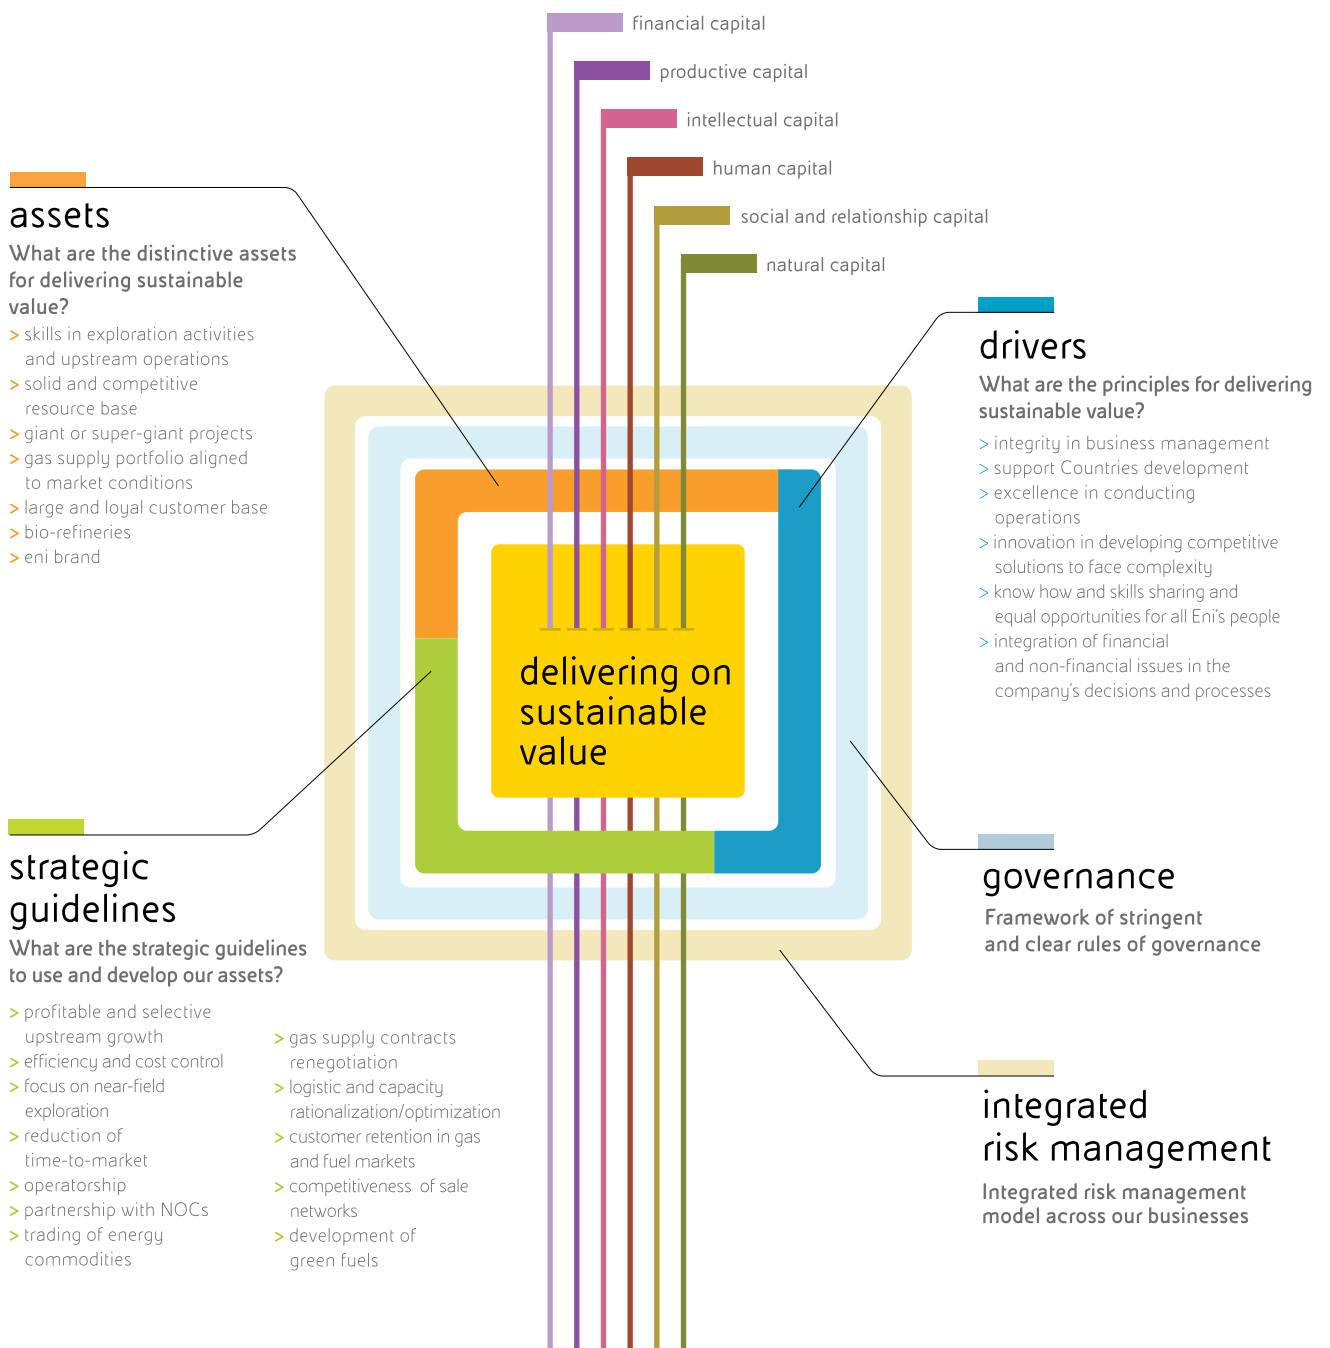 financial capital
productive capital
intellectual capital
human capital
social and relationship capital
natural capital
assets
What are the distinctive assets
for delivering sustainable
value?
> skills in exploration activities
and upstream operations
> solid and competitive
resource base
> giant or super-giant projects
> gas supply portfolio aligned
to market conditions
> large and loyal customer base
> bio-refineries
> eni brand
drivers
What are the principles for delivering
sustainable value?
> integrity in business management
> support Countries development
> excellence in conducting
operations
> innovation in developing competitive
solutions to face complexity
> know how and skills sharing and
equal opportunities for all Eni's people
> integration of financial
and non-financial issues in the
company's decisions and processes
delivering on
sustainable
value
strategic
guidelines
What are the strategic guidelines
to use and develop our assets?
> profitable and selective
upstream growth
> efficiency and cost control
> focus on near-field
exploration
> reduction of
time-to-market
> operatorship
> partnership with NOCs
> trading of energy
commodities
> gas supply contracts
renegotiation
> logistic and capacity
rationalization/optimization
> customer retention in gas
and fuel markets
> competitiveness of sale
networks
> development of
green fuels
governance
Framework of stringent
and clear rules of governance
integrated
risk management
Integrated risk management
model across our businesses